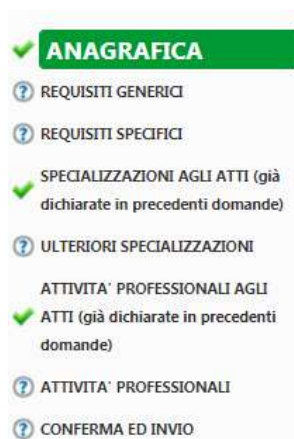 ANAGRAFICA
REQUISITI GENERICI
REQUISITI SPECIFICI
SPECIALIZZAZIONI AGLI ATTI (già
dichiarate in precedenti domande)
ULTERIORI SPECIALIZZAZIONI
ATTIVITA' PROFESSIONALI AGLI
ATTI (già dichiarate in precedenti
domande)
ATTIVITA' PROFESSIONALI
CONFERMA ED INVIO